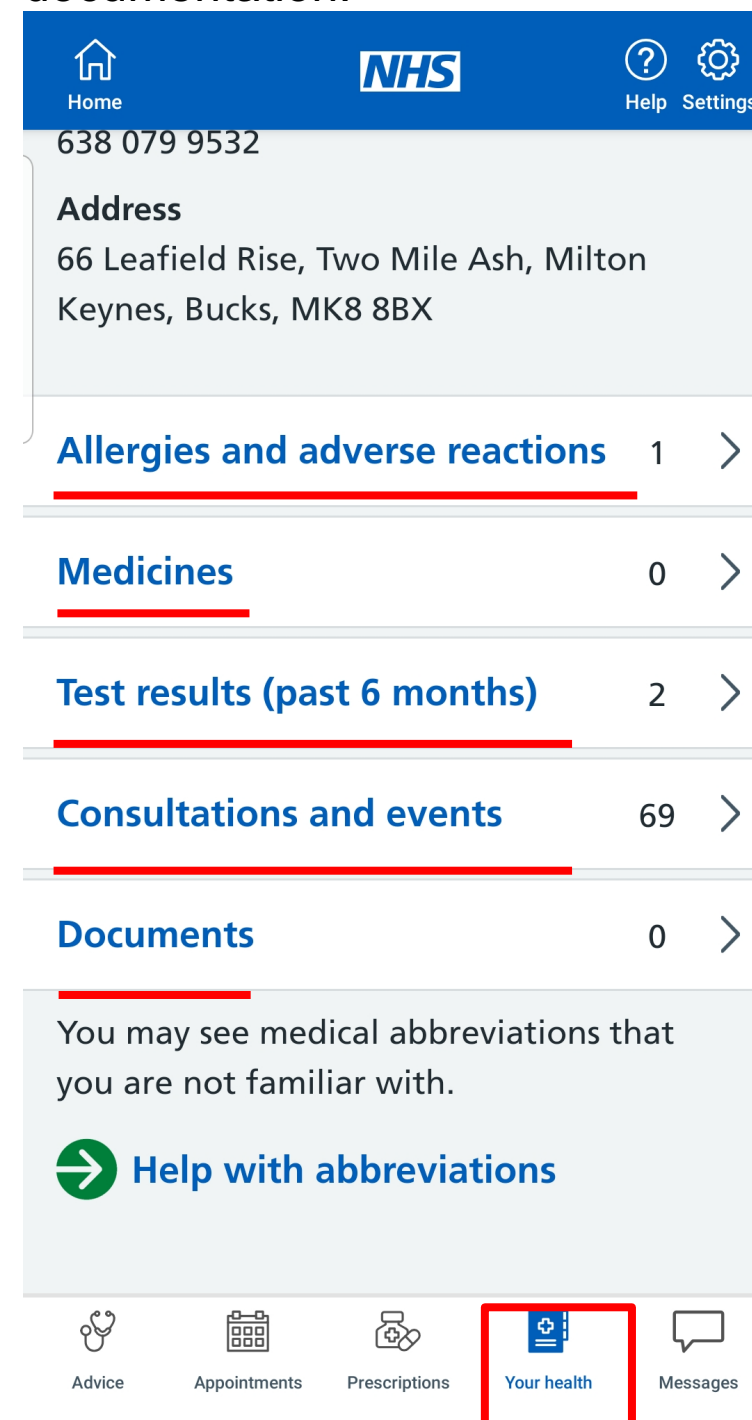 documentation.
Home NHS Help Settings
638 079 9532
Address
66 Leafield Rise, Two Mile Ash, Milton
Keynes, Bucks, MK8 8BX
Allergies and adverse reactions 1
Medicines 0
Test results (past 6 months) 2
Consultations and events 69
Documents 0
You may see medical abbreviations that
you are not familiar with.
Help with abbreviations
Advice Appointments Prescriptions Your health Messages